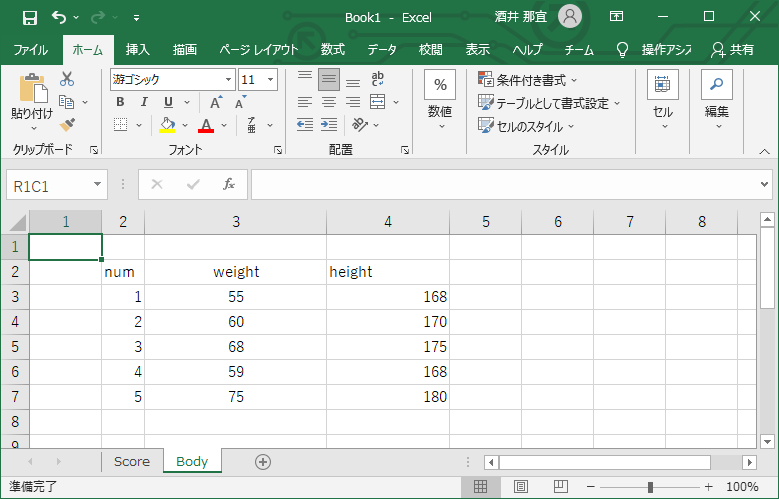 Book1 - Excel
酒井 那宜
ファイル ホーム 挿入 描画 ページ レイアウト 数式 データ 校閲 表示 ヘルプ チーム 操作アシス 共有
貼り付け
游ゴシック 11
B I U A A
A 亜
ab
%
数値
条件付き書式
テーブルとして書式設定
セルのスタイル
セル
編集
クリップボード フォント 配置 スタイル
R1C1 fx
1 2 3 4 5 6 7 8
1
2 num weight height
3 1 55 168
4 2 60 170
5 3 68 175
6 4 59 168
7 5 75 180
8
9
Score Body
準備完了 100%